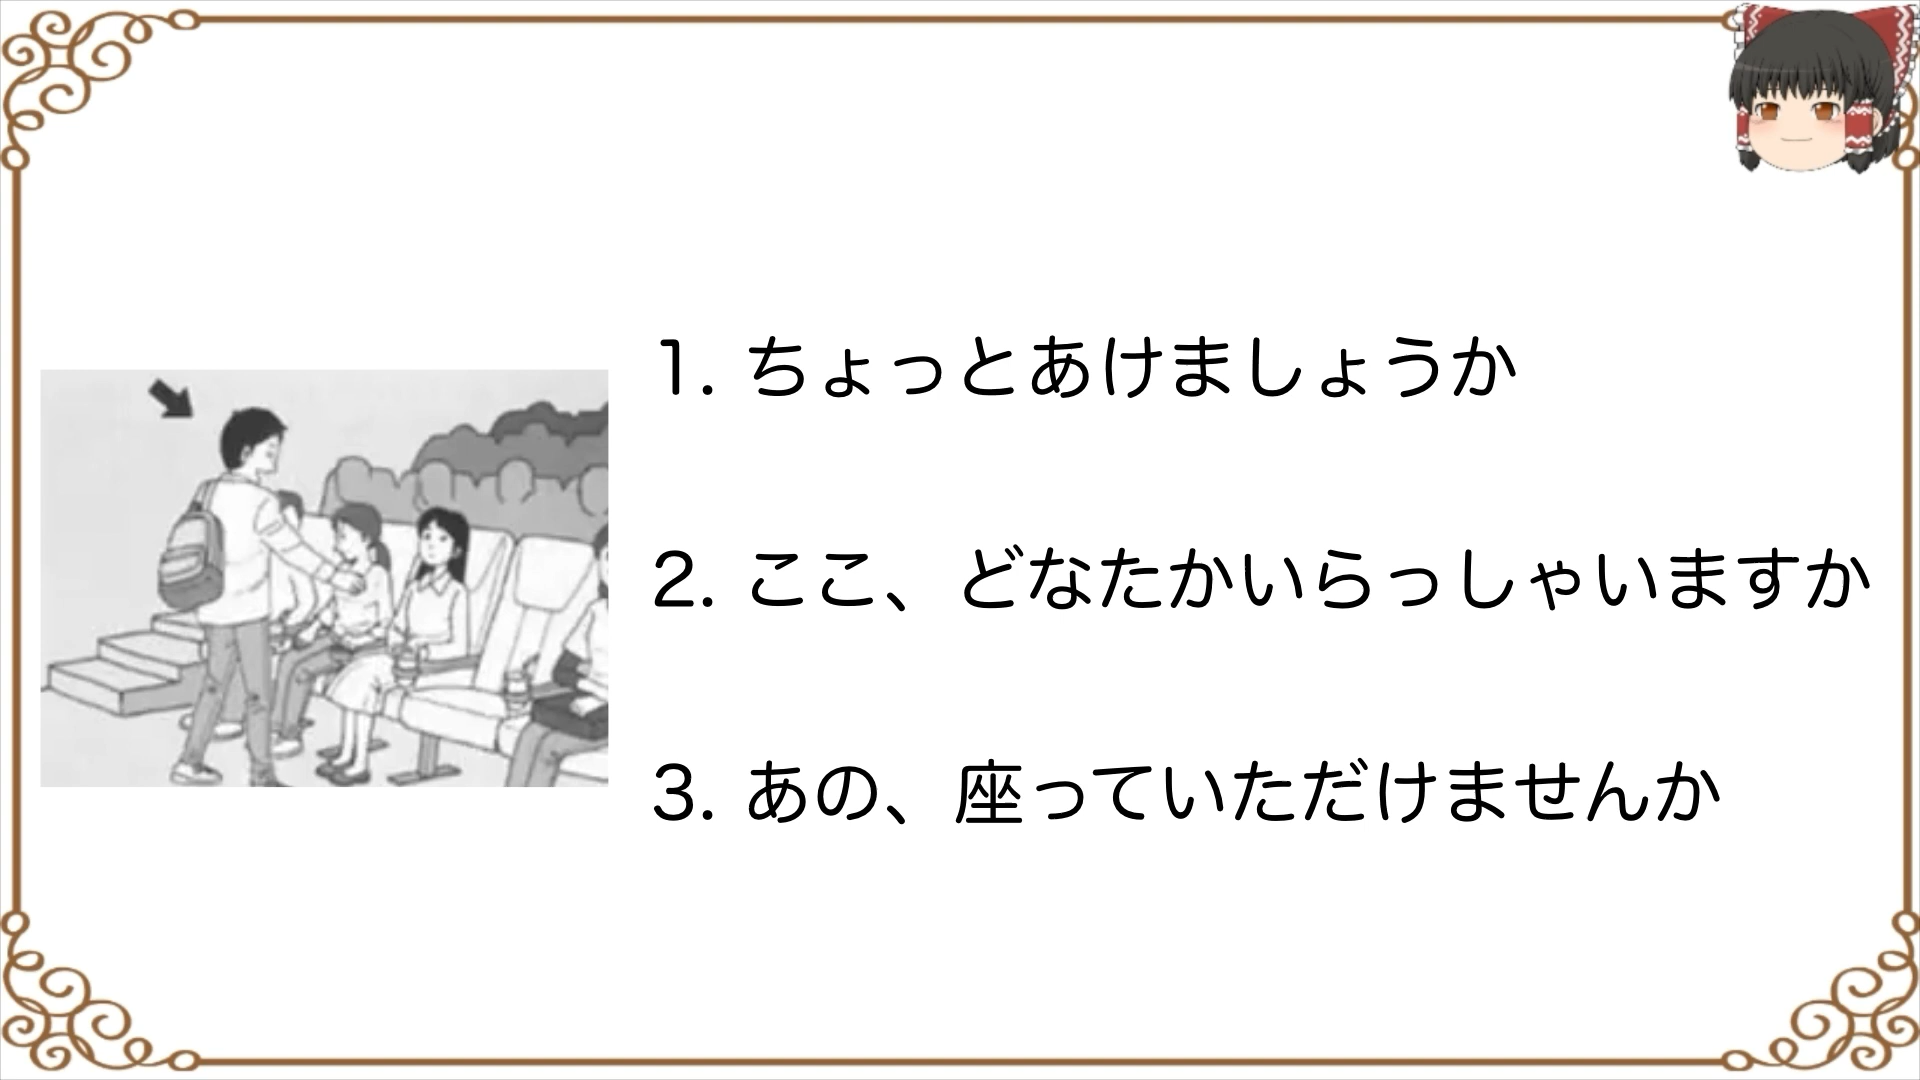 1. ちょっとあけましょうか
2. ここ、どなたかいらっしゃいますか
3. あの、座っていただけませんか